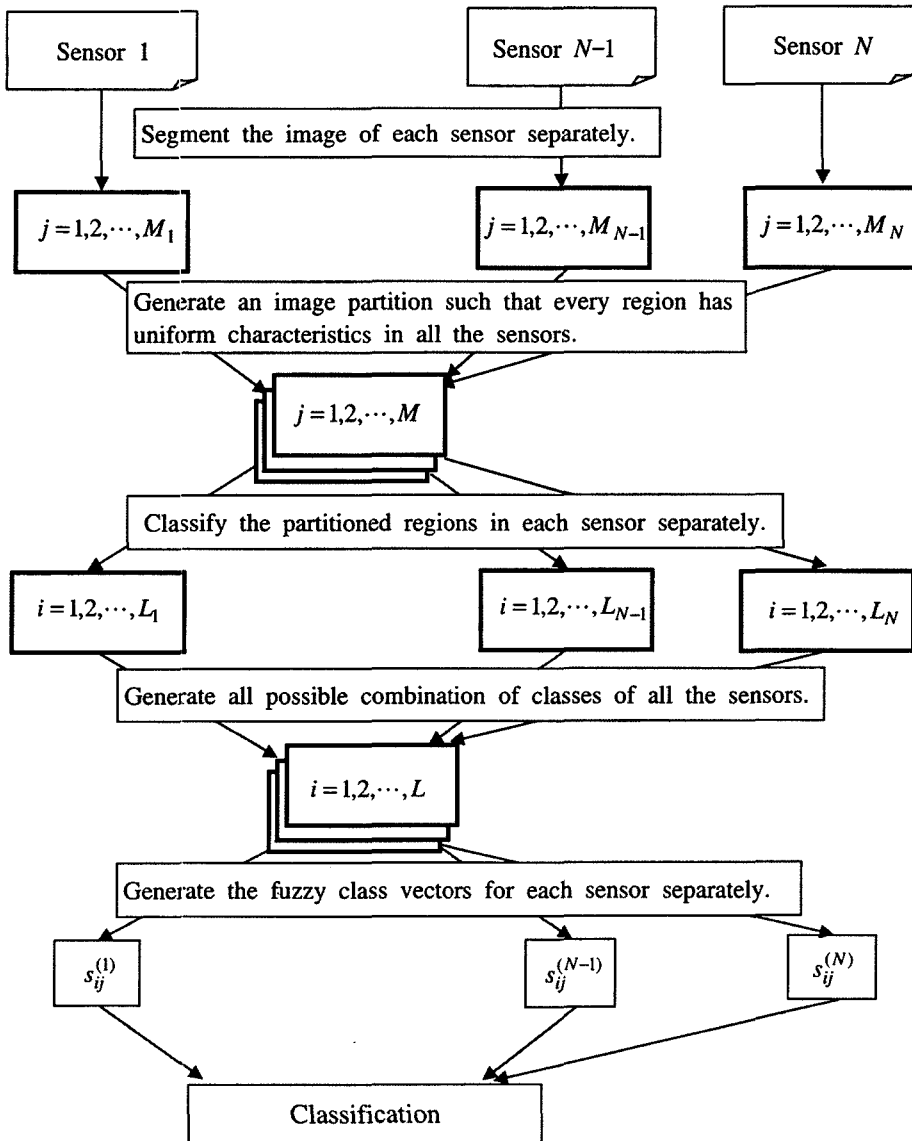 Sensor 1
Sensor N–1
Sensor N
Segment the image of each sensor separately.
j = 1,2,⋯,M₁
j = 1,2,⋯,M_{N−1}
j = 1,2,⋯,M_N
Generate an image partition such that every region has
uniform characteristics in all the sensors.
j = 1,2,⋯,M
Classify the partitioned regions in each sensor separately.
i = 1,2,⋯,L₁
i = 1,2,⋯,L_{N−1}
i = 1,2,⋯,L_N
Generate all possible combination of classes of all the sensors.
i = 1,2,⋯,L
Generate the fuzzy class vectors for each sensor separately.
s_{ij}^{(1)}
s_{ij}^{(N−1)}
s_{ij}^{(N)}
Classification